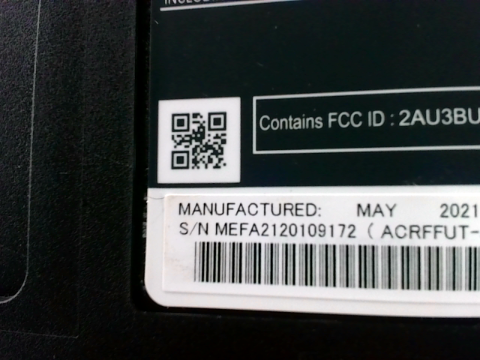 Contains FCC ID : 2AU3BU
MANUFACTURED: MAY 2021
S/N MEFA2120109172 ( ACRFFUT-